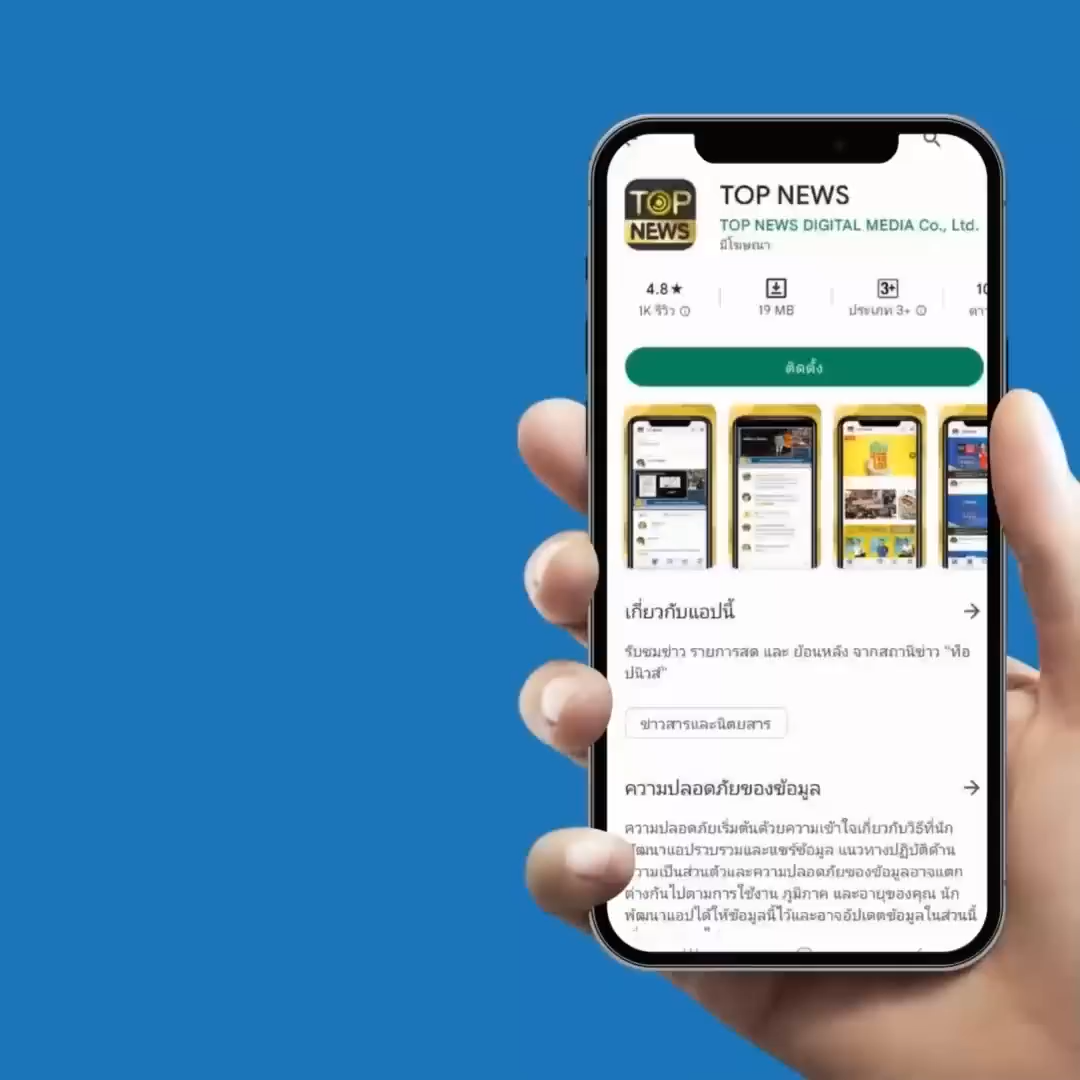 TOP
NEWS
TOP NEWS
TOP NEWS DIGITAL MEDIA Co., Ltd.
มีโฆษณา
4.8★
1K รีวิว
19 MB
3+
ประเภท 3+
10
ติดตั้ง
เกี่ยวกับแอปนี้
รับชมข่าว รายการสด และ ย้อนหลัง จากสถานีข่าว "ท็อ
ปนิวส์"
ข่าวสารและนิตยสาร
ความปลอดภัยของข้อมูล
ความปลอดภัยเริ่มต้นด้วยความเข้าใจเกี่ยวกับวิธีที่นัก
พัฒนาแอปรวบรวมและแชร์ข้อมูล แนวทางปฏิบัติด้าน
ความเป็นส่วนตัวและความปลอดภัยของข้อมูลอาจแตก
ต่างกันไปตามการใช้งาน ภูมิภาค และอายุของคุณ นัก
พัฒนาแอปได้ให้ข้อมูลนี้ไว้และอาจอัปเดตข้อมูลในส่วนนี้